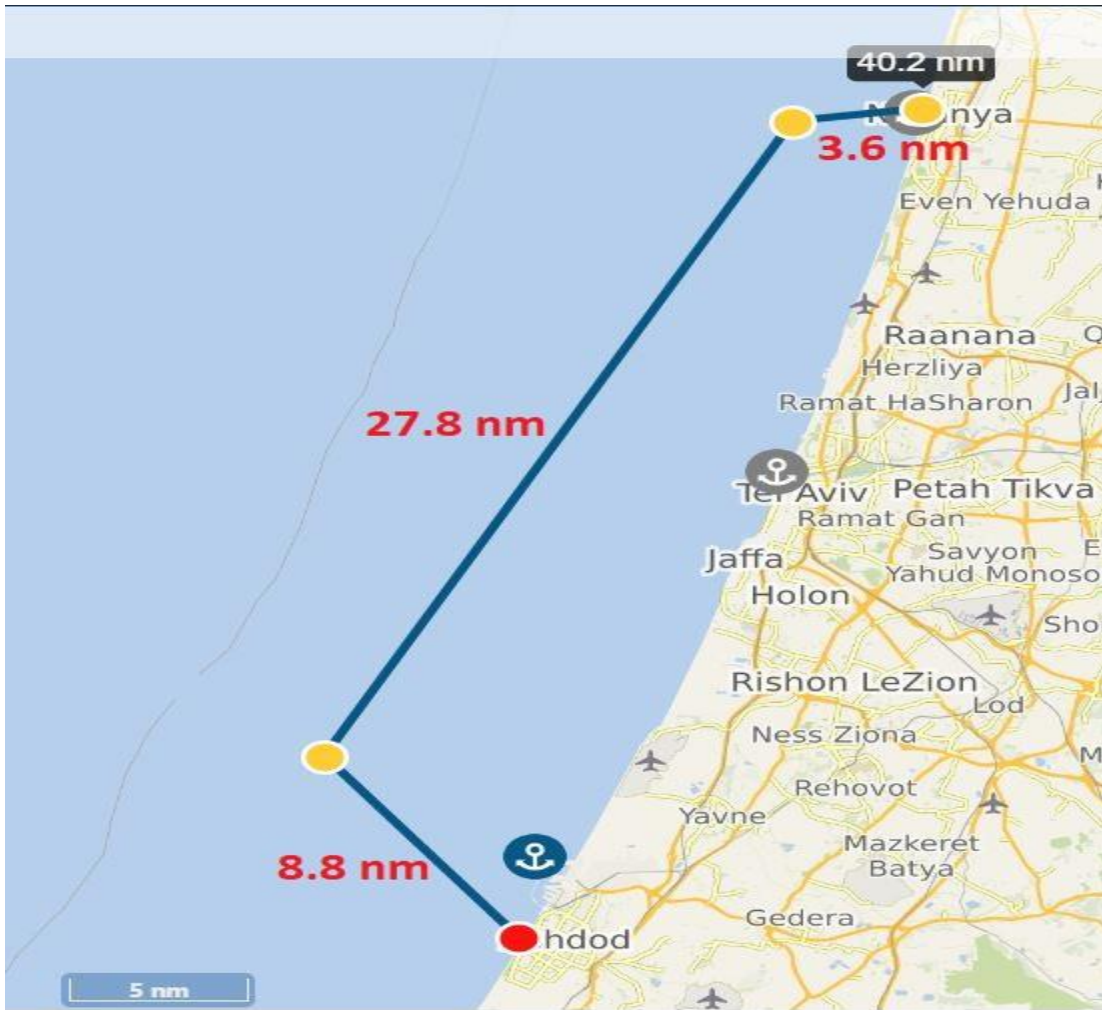 40.2 nm
3.6 nm
Even Yehuda
Raanana
Herzliya
Ramat HaSharon
27.8 nm
Tel Aviv
Petah Tikva
Ramat Gan
Savyon
Jaffa
Yahud Monoso
Holon
Sho
Rishon LeZion
Lod
Ness Ziona
Rehovot
Yavne
Mazkeret
Batya
8.8 nm
Gedera
hdod
5 nm